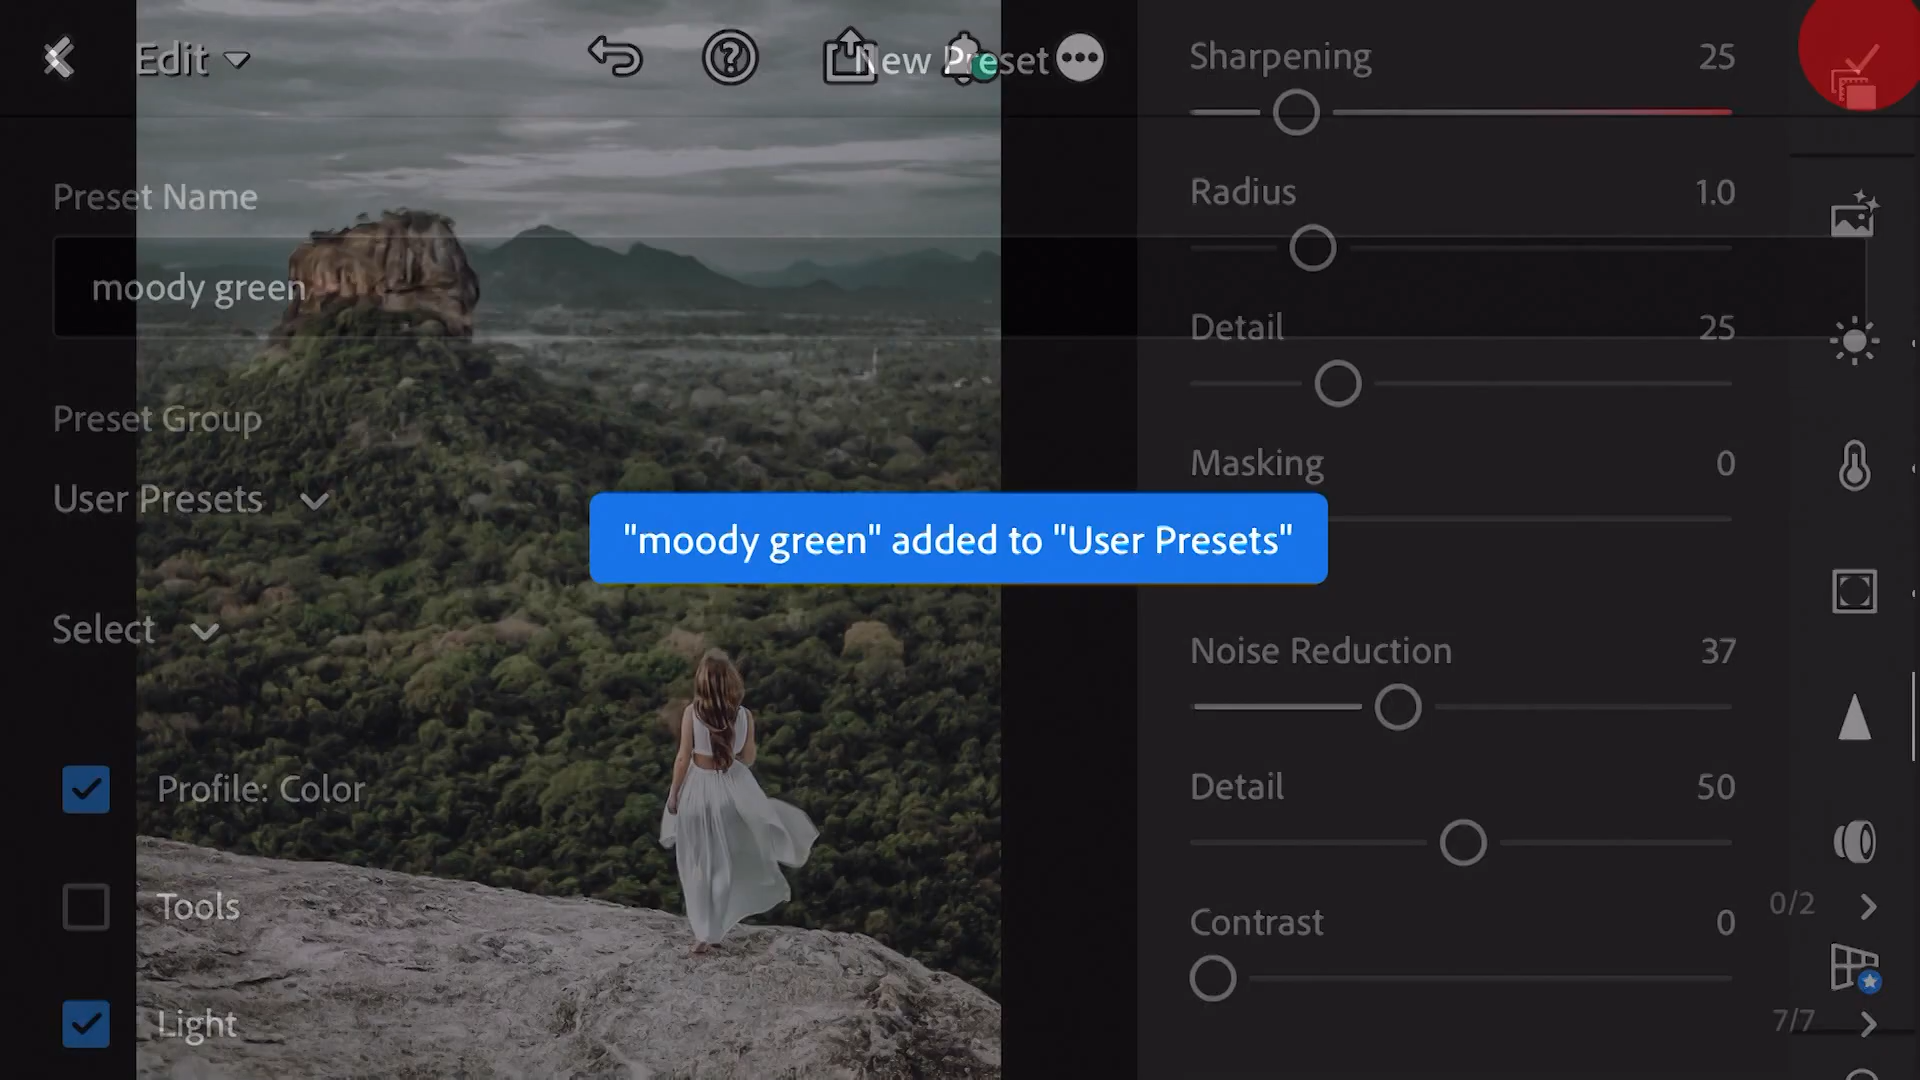 Edit
New Preset
Preset Name
moody green
Preset Group
User Presets
Select
Profile: Color
Tools
0/2
Light
7/7
"moody green" added to "User Presets"
Sharpening 25
Radius 1.0
Detail 25
Masking 0
Noise Reduction 37
Detail 50
Contrast 0